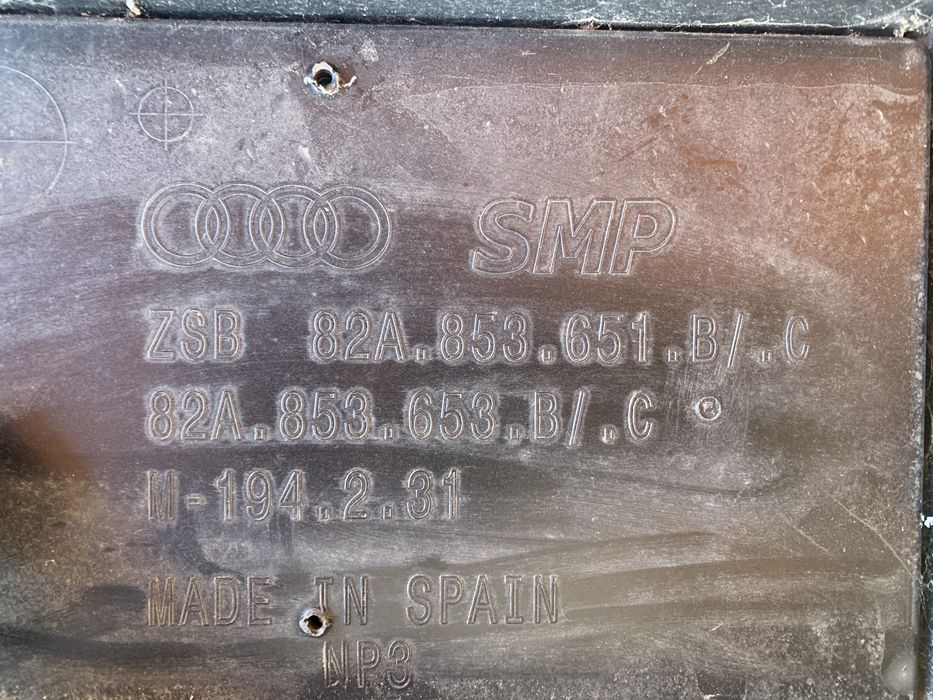 SMP
ZSB 82A.853.651.B/.C
82A.853.653.B/.C
M-194.2.31
MADE IN SPAIN
NP3